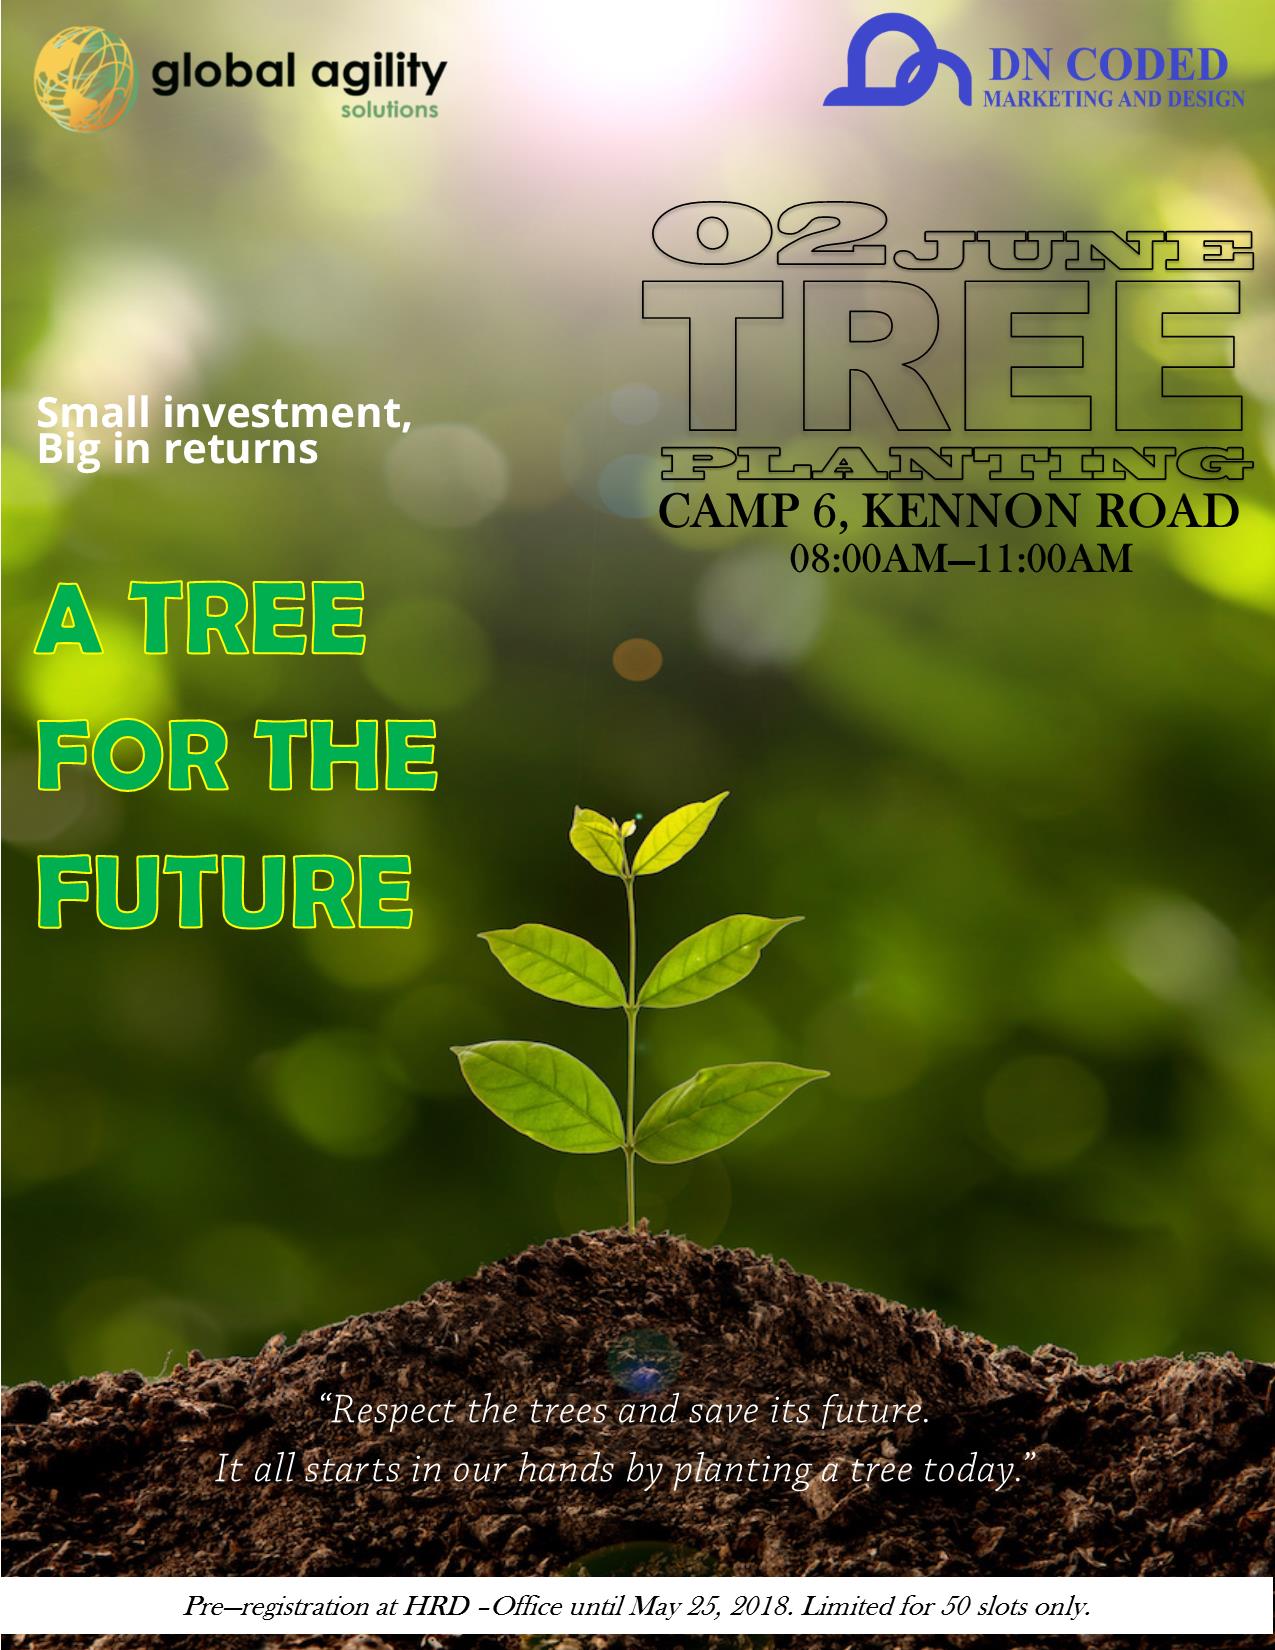 global agility
solutions
DN CODED
MARKETING AND DESIGN
02 JUNE
TREE
PLANTING
CAMP 6, KENNON ROAD
08:00AM—11:00AM
Small investment,
Big in returns
A TREE
FOR THE
FUTURE
“Respect the trees and save its future.
It all starts in our hands by planting a tree today.”
Pre—registration at HRD –Office until May 25, 2018. Limited for 50 slots only.